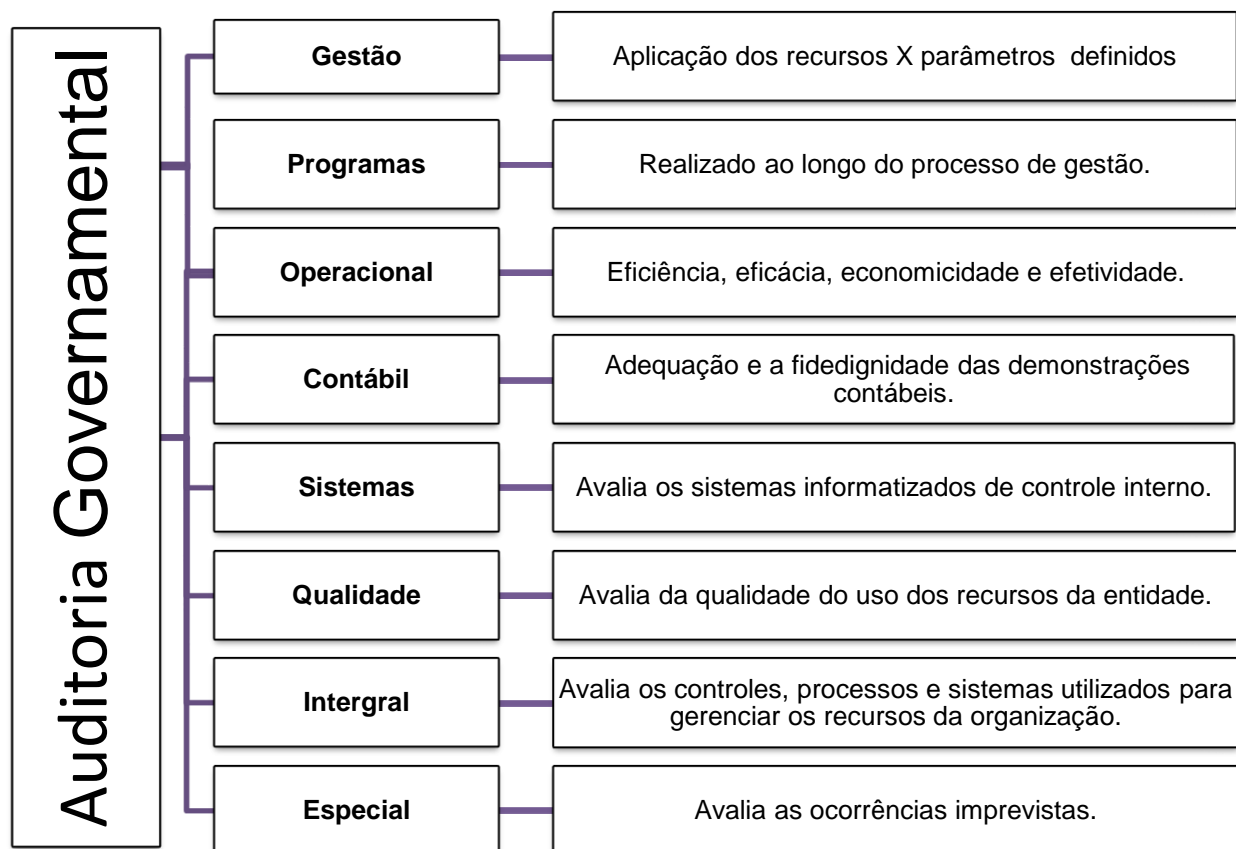 Auditoria Governamental
Gestão
Aplicação dos recursos X parâmetros definidos
Programas
Realizado ao longo do processo de gestão.
Operacional
Eficiência, eficácia, economicidade e efetividade.
Contábil
Adequação e a fidedignidade das demonstrações
contábeis.
Sistemas
Avalia os sistemas informatizados de controle interno.
Qualidade
Avalia da qualidade do uso dos recursos da entidade.
Intergral
Avalia os controles, processos e sistemas utilizados para
gerenciar os recursos da organização.
Especial
Avalia as ocorrências imprevistas.